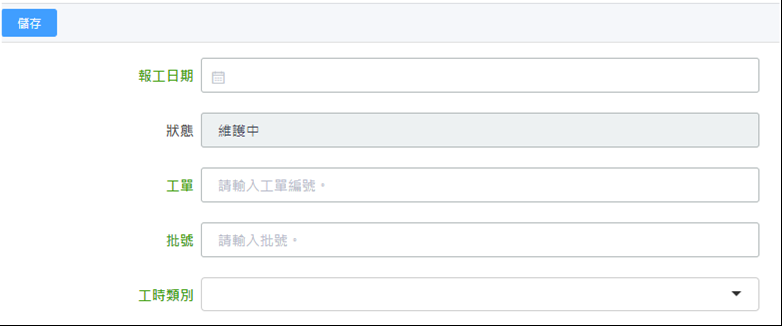 儲存
報工日期
狀態 維護中
工單 請輸入工單編號。
批號 請輸入批號。
工時類別